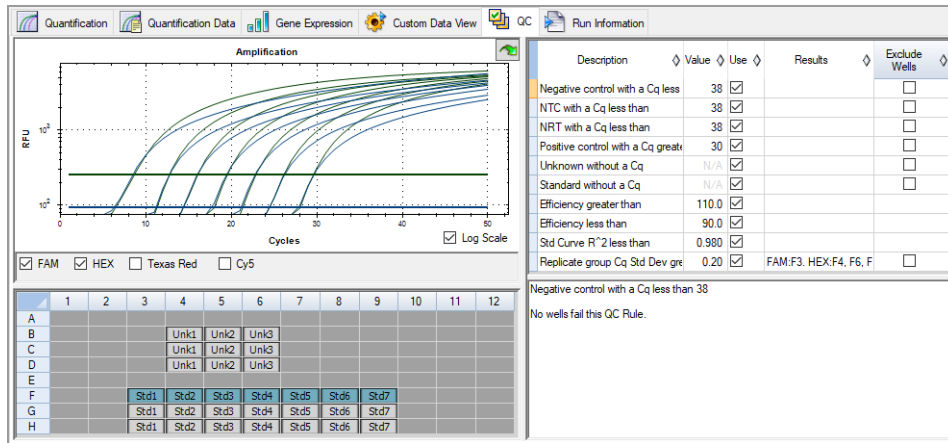 Quantification Quantification Data Gene Expression Custom Data View QC Run Information
Amplification
RFU
10³
10²
0 10 20 30 40 50
Cycles
Log Scale
FAM HEX Texas Red Cy5
1 2 3 4 5 6 7 8 9 10 11 12
A
B Unk1 Unk2 Unk3
C Unk1 Unk2 Unk3
D Unk1 Unk2 Unk3
E
F Std1 Std2 Std3 Std4 Std5 Std6 Std7
G Std1 Std2 Std3 Std4 Std5 Std6 Std7
H Std1 Std2 Std3 Std4 Std5 Std6 Std7
Description Value Use Results Exclude Wells
Negative control with a Cq less 38
NTC with a Cq less than 38
NRT with a Cq less than 38
Positive control with a Cq greate 30
Unknown without a Cq N/A
Standard without a Cq N/A
Efficiency greater than 110.0
Efficiency less than 90.0
Std Curve R^2 less than 0.980
Replicate group Cq Std Dev gre 0.20 FAM:F3. HEX:F4, F6, F
Negative control with a Cq less than 38
No wells fail this QC Rule.